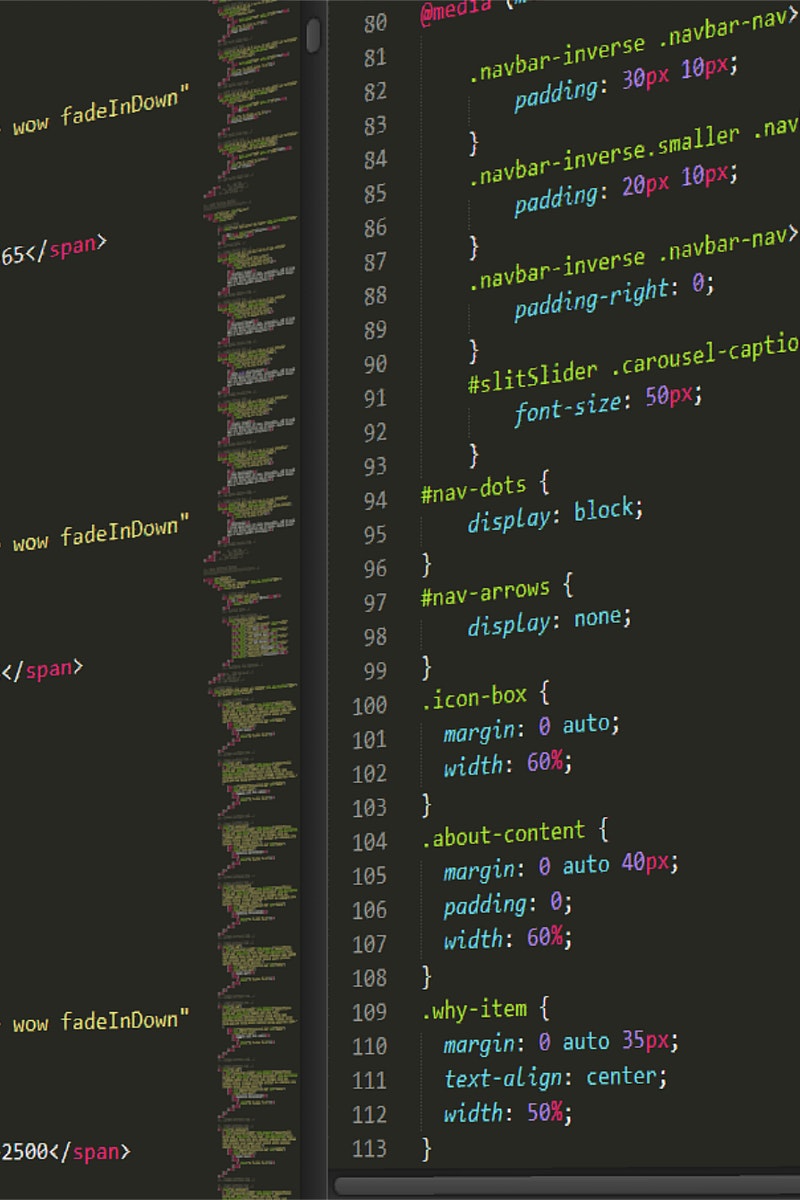 wow fadeInDown"
65</span>
wow fadeInDown"
</span>
wow fadeInDown"
2500</span>
80 @media
81
82 .navbar-inverse .navbar-nav>
83 padding: 30px 10px;
84 }
85 .navbar-inverse.smaller .nav
86 padding: 20px 10px;
87 }
88 .navbar-inverse .navbar-nav>
89 padding-right: 0;
90 }
91 #slitSlider .carousel-captio
92 font-size: 50px;
93 }
94 #nav-dots {
95 display: block;
96 }
97 #nav-arrows {
98 display: none;
99 }
100 .icon-box {
101 margin: 0 auto;
102 width: 60%;
103 }
104 .about-content {
105 margin: 0 auto 40px;
106 padding: 0;
107 width: 60%;
108 }
109 .why-item {
110 margin: 0 auto 35px;
111 text-align: center;
112 width: 50%;
113 }